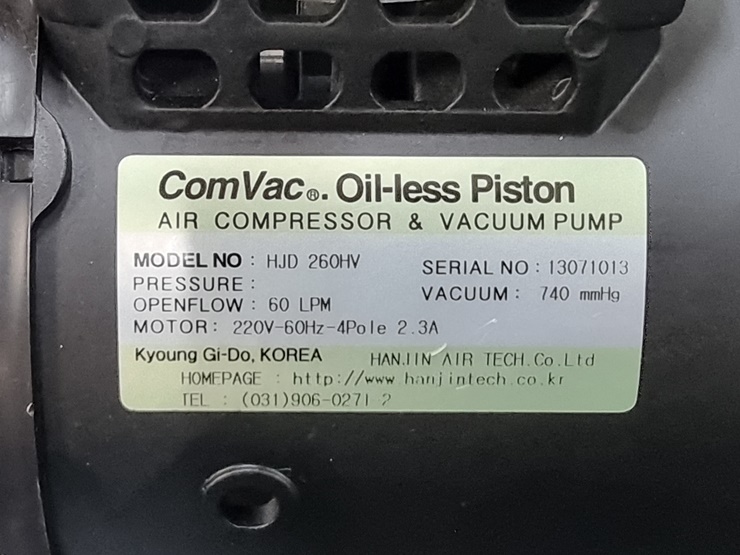 ComVac®. Oil-less Piston
AIR COMPRESSOR & VACUUM PUMP
MODEL NO : HJD 260HV
SERIAL NO : 13071013
PRESSURE :
VACUUM : 740 mmHg
OPENFLOW : 60 LPM
MOTOR : 220V-60Hz-4Pole 2.3A
Kyoung Gi-Do, KOREA HANJIN AIR TECH.Co.Ltd
HOMEPAGE : http://www.hanjintech.co.kr
TEL : (031)906-0271 2